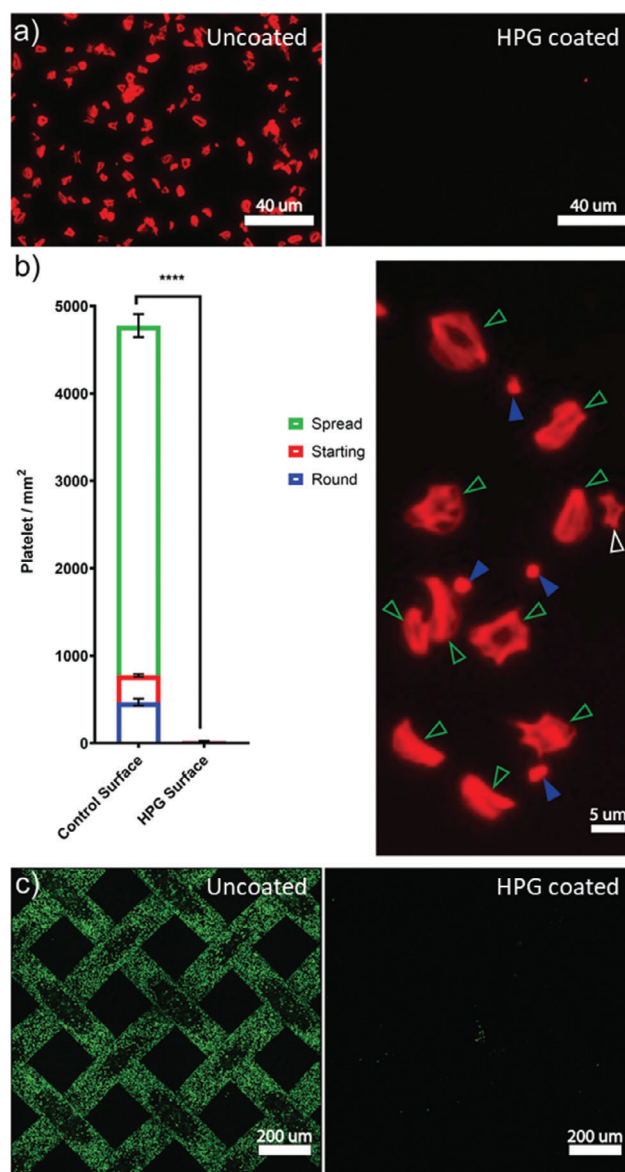 a)
Uncoated
HPG coated
40 um
40 um
b)
****
5000
4000
3000
2000
1000
0
Platelet / mm²
Control Surface
HPG Surface
Spread
Starting
Round
5 um
c)
Uncoated
HPG coated
200 um
200 um